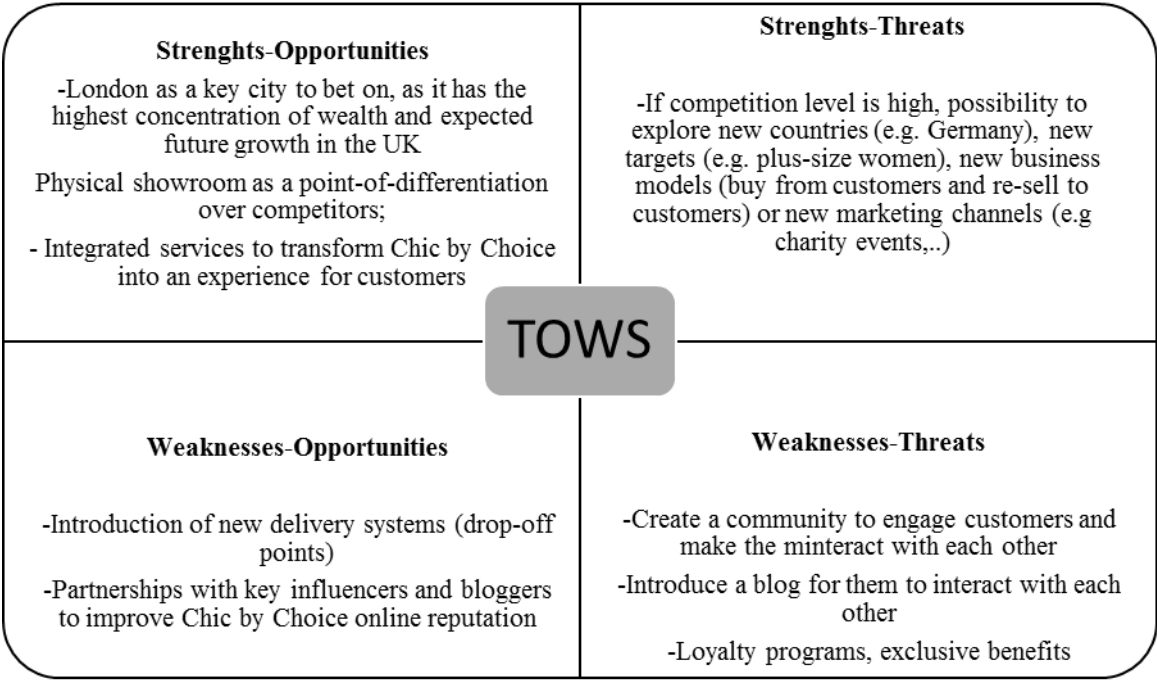 Strenghts-Opportunities
-London as a key city to bet on, as it has the
highest concentration of wealth and expected
future growth in the UK
Physical showroom as a point-of-differentiation
over competitors;
- Integrated services to transform Chic by Choice
into an experience for customers
Strenghts-Threats
-If competition level is high, possibility to
explore new countries (e.g. Germany), new
targets (e.g. plus-size women), new business
models (buy from customers and re-sell to
customers) or new marketing channels (e.g
charity events,..)
TOWS
Weaknesses-Opportunities
-Introduction of new delivery systems (drop-off
points)
-Partnerships with key influencers and bloggers
to improve Chic by Choice online reputation
Weaknesses-Threats
-Create a community to engage customers and
make the minteract with each other
-Introduce a blog for them to interact with each
other
-Loyalty programs, exclusive benefits